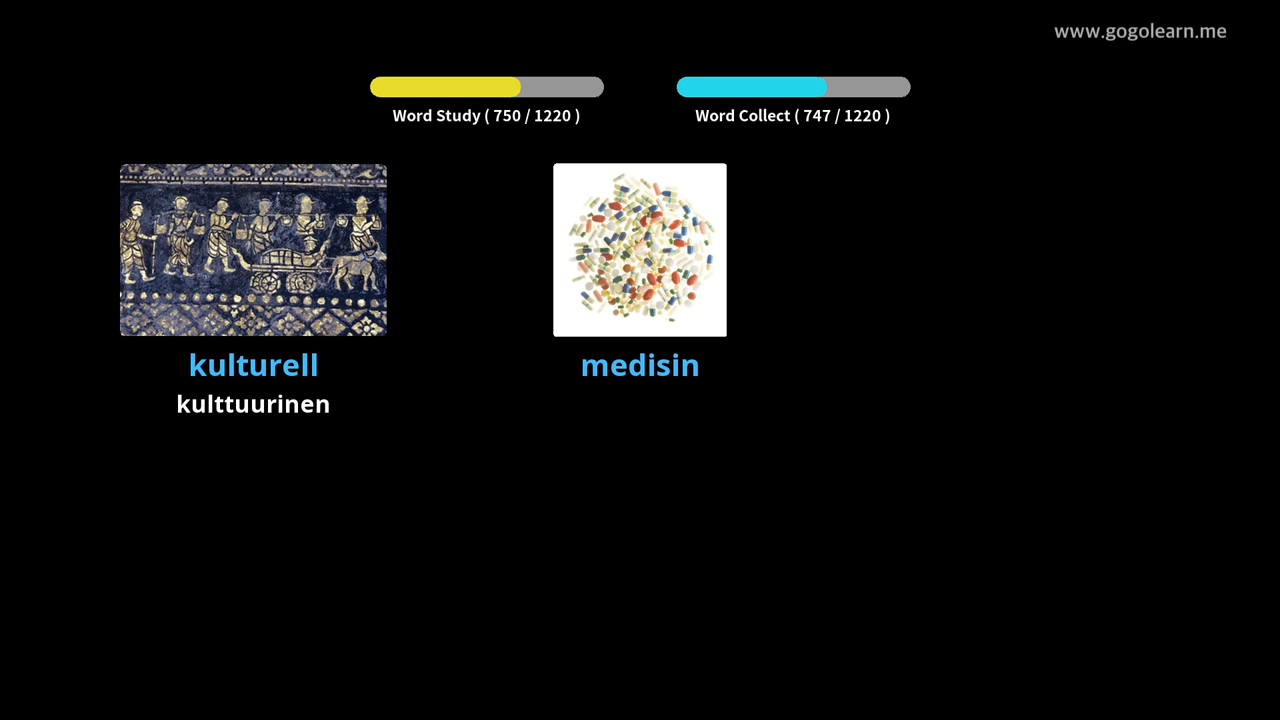 www.gogolearn.me
Word Study ( 750 / 1220 )
Word Collect ( 747 / 1220 )
kulturell
medisin
kulttuurinen